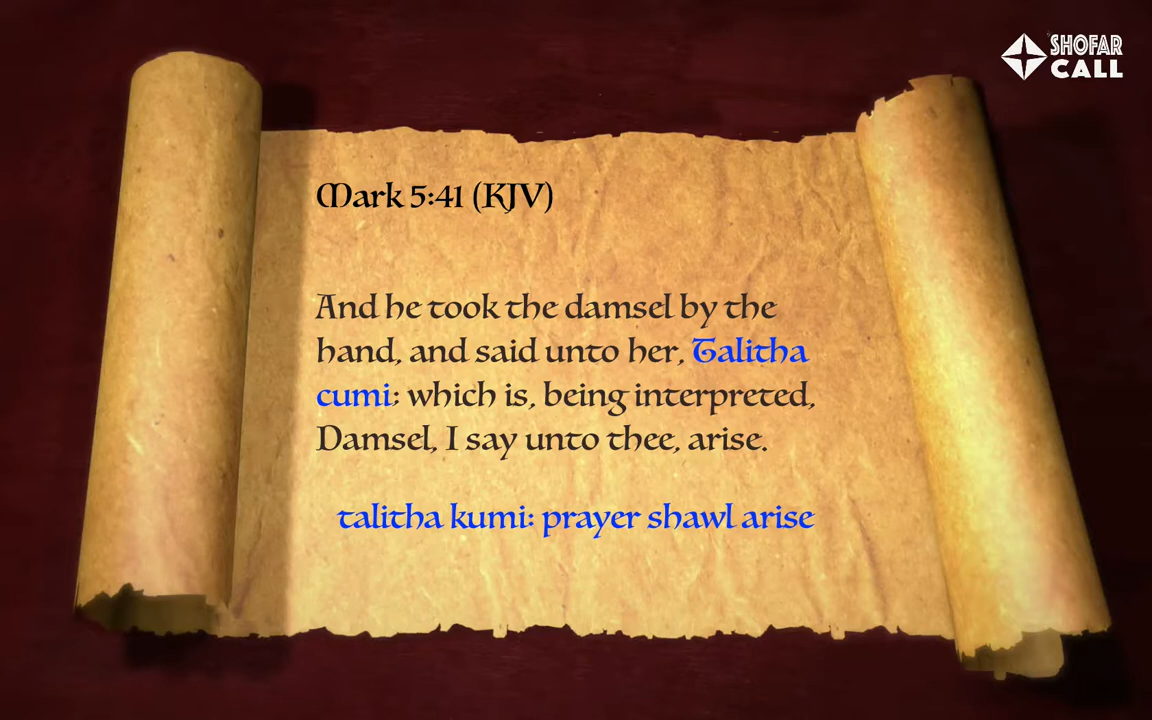 SHOFAR
CALL
Mark 5:41 (KJV)
And he took the damsel by the
hand, and said unto her, Talitha
cumi: which is, being interpreted,
Damsel, I say unto thee, arise.
talitha kumi: prayer shawl arise